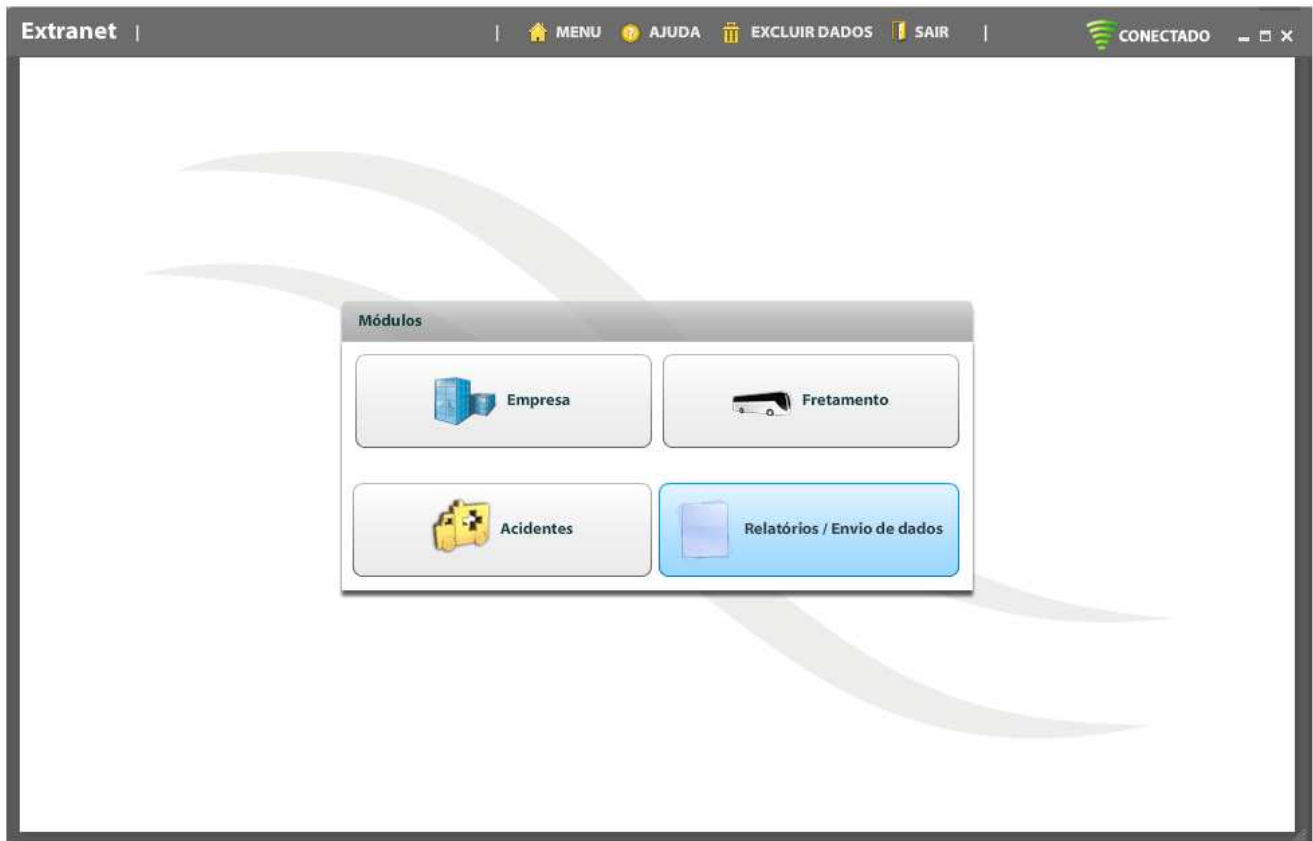 Extranet | | MENU AJUDA EXCLUIR DADOS SAIR | CONECTADO
Módulos
Empresa Fretamento
Acidentes Relatórios / Envio de dados